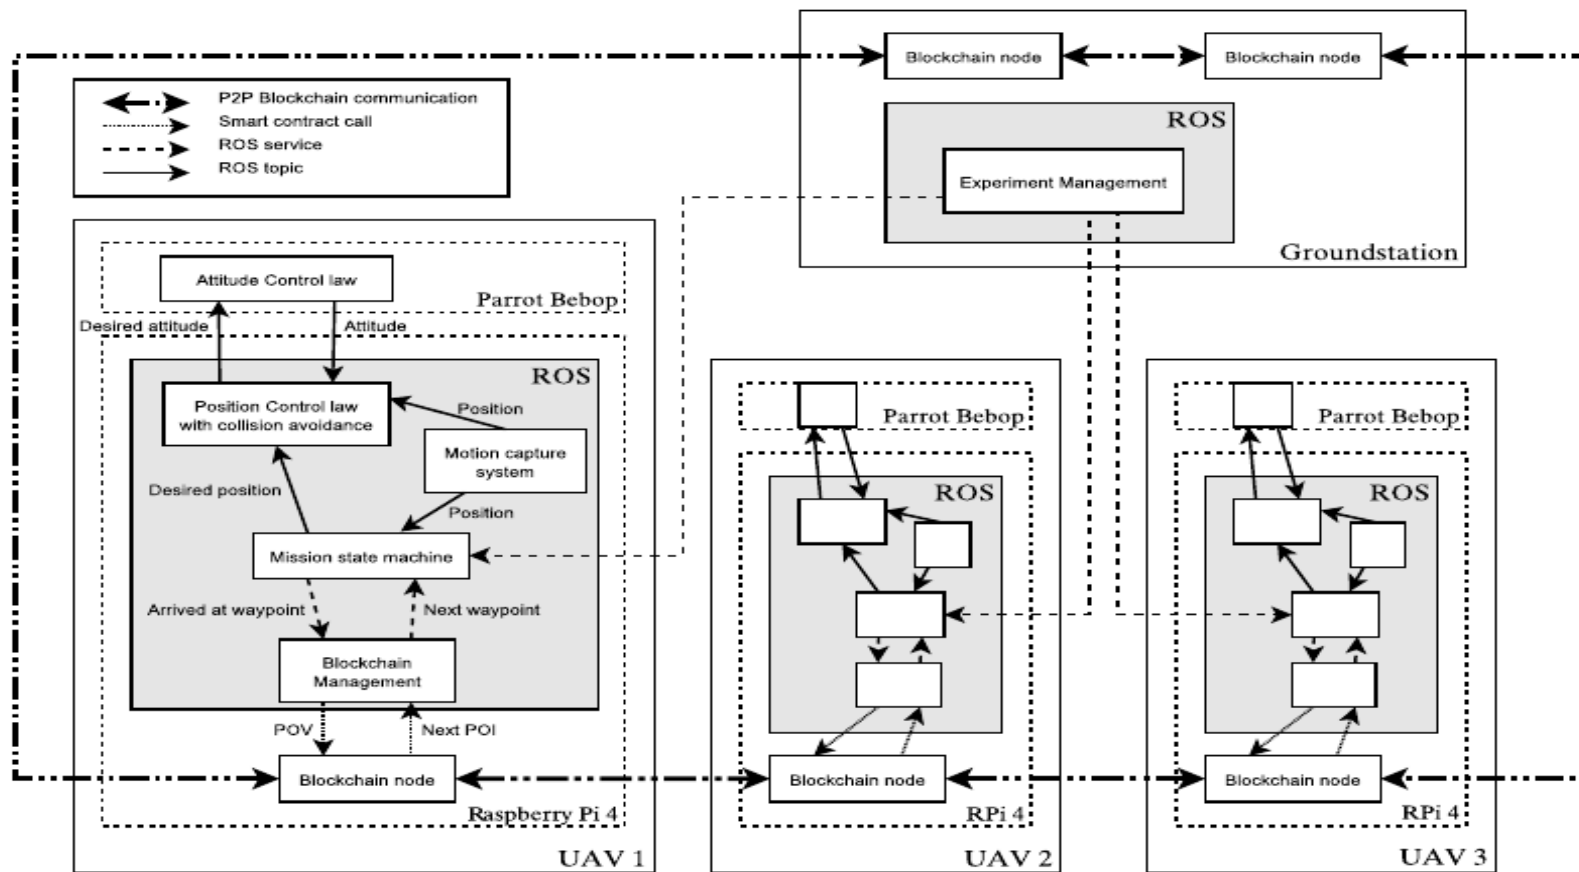 Blockchain node
Blockchain node
P2P Blockchain communication
Smart contract call
ROS service
ROS topic
ROS
Experiment Management
Groundstation
Attitude Control law
Parrot Bebop
Desired attitude
Attitude
ROS
Position Control law
with collision avoidance
Position
Motion capture
system
Desired position
Position
Mission state machine
Arrived at waypoint
Next waypoint
Blockchain
Management
POV
Next POI
Blockchain node
Raspberry Pi 4
UAV 1
Parrot Bebop
ROS
Blockchain node
RPi 4
UAV 2
Parrot Bebop
ROS
Blockchain node
RPi 4
UAV 3